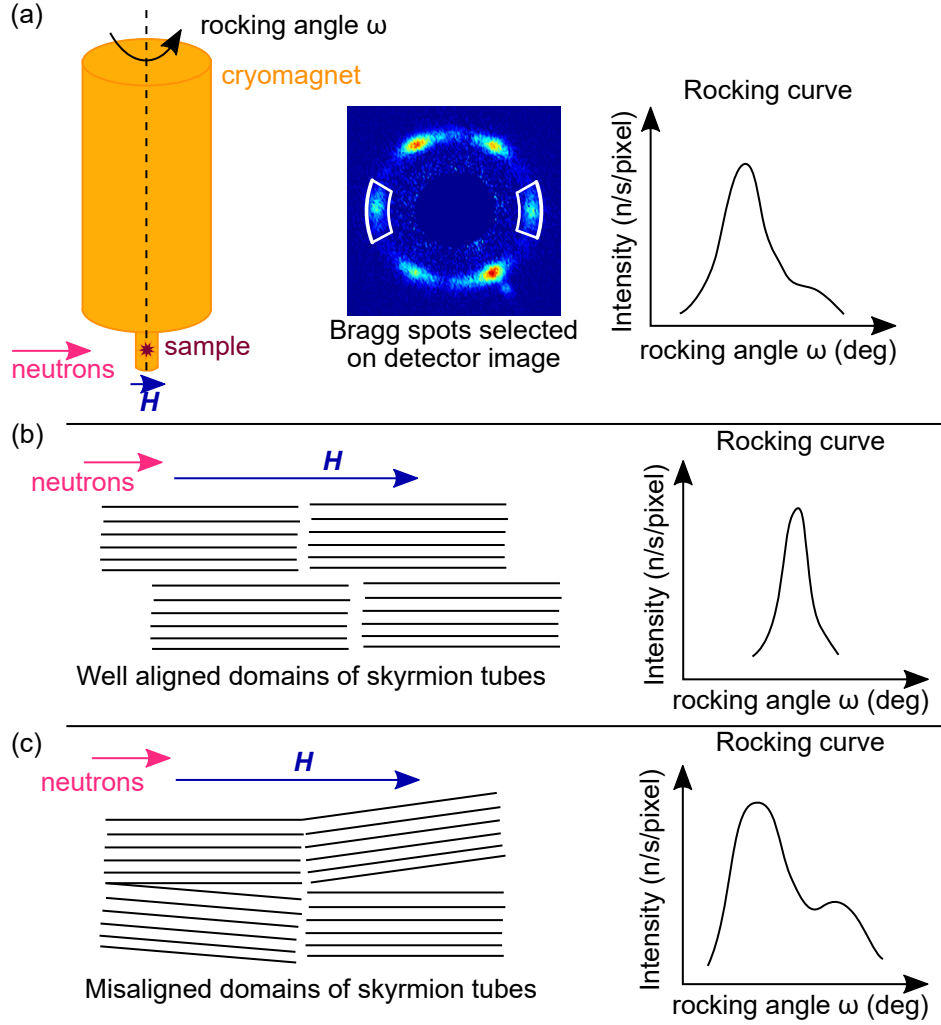 (a)
rocking angle ω
cryomagnet
sample
neutrons
H
Bragg spots selected
on detector image
Rocking curve
Intensity (n/s/pixel)
rocking angle ω (deg)
(b)
neutrons
H
Well aligned domains of skyrmion tubes
Rocking curve
Intensity (n/s/pixel)
rocking angle ω (deg)
(c)
neutrons
H
Misaligned domains of skyrmion tubes
Rocking curve
Intensity (n/s/pixel)
rocking angle ω (deg)